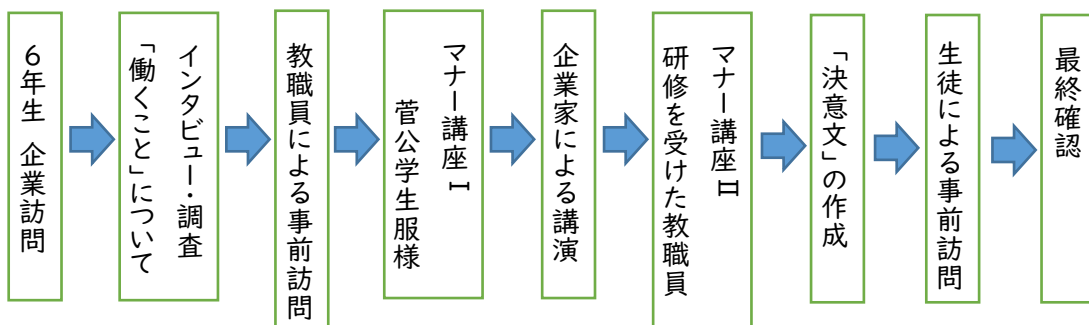 6年生 企業訪問
インタビュー・調査
「働くこと」について
教職員による事前訪問
マナー講座Ⅰ
菅公学生服様
企業家による講演
マナー講座Ⅱ
研修を受けた教職員
「決意文」の作成
生徒による事前訪問
最終確認